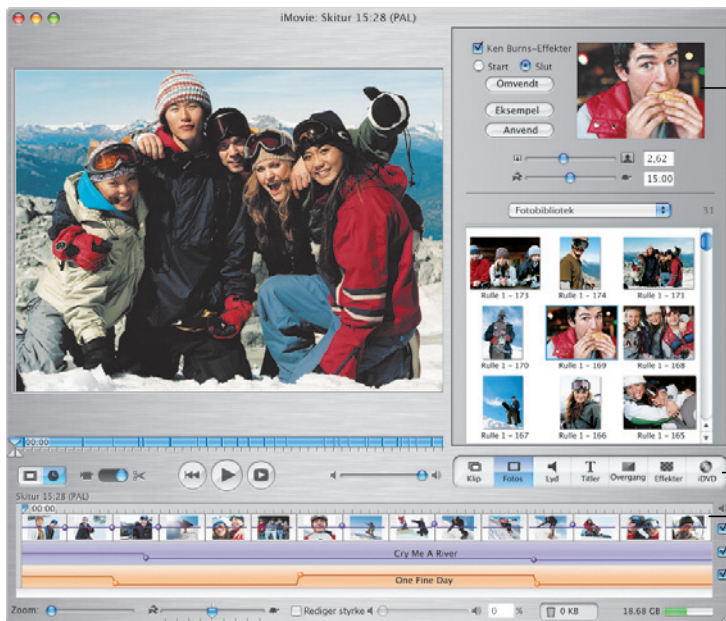 iMovie: Skitur 15:28 (PAL)
Ken Burns-Effekter
Start Slut
Omvendt
Eksempel
Anvend
2,62
15:00
Fotobibliotek 31
Rulle 1 – 173 Rulle 1 – 174 Rulle 1 – 171
Rulle 1 – 170 Rulle 1 – 169 Rulle 1 – 168
Rulle 1 – 167 Rulle 1 – 166 Rulle 1 – 165
00:00
Klip Fotos Lyd Titler Overgang Effekter iDVD
Skitur 15:28 (PAL)
00:00
Cry Me A River
One Fine Day
Zoom: Rediger styrke 0 % 0 KB 18.68 GB